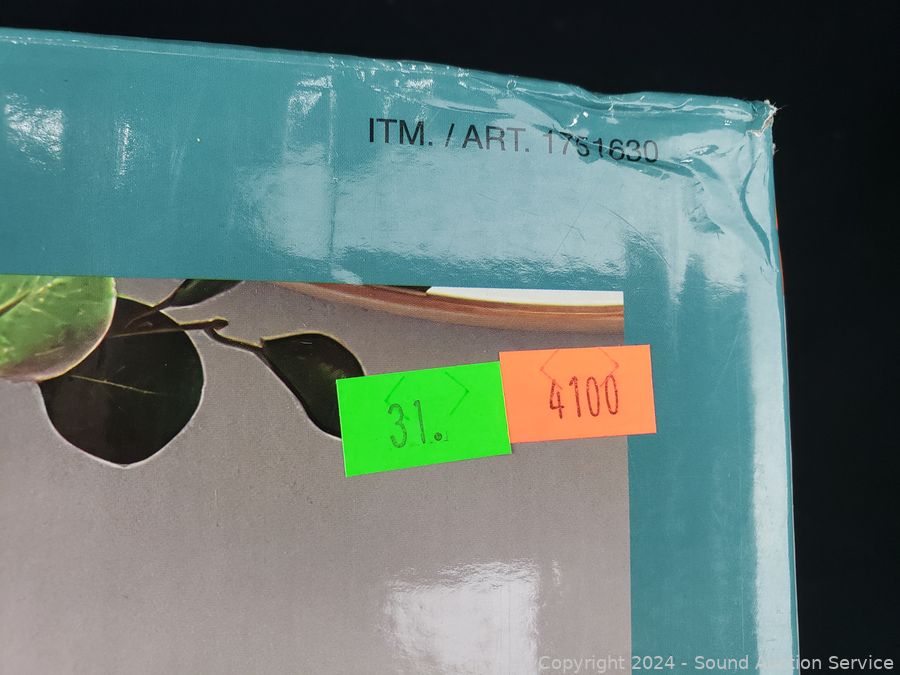 ITM. / ART. 1751630
31.
4100
Copyright 2024 - Sound Auction Service